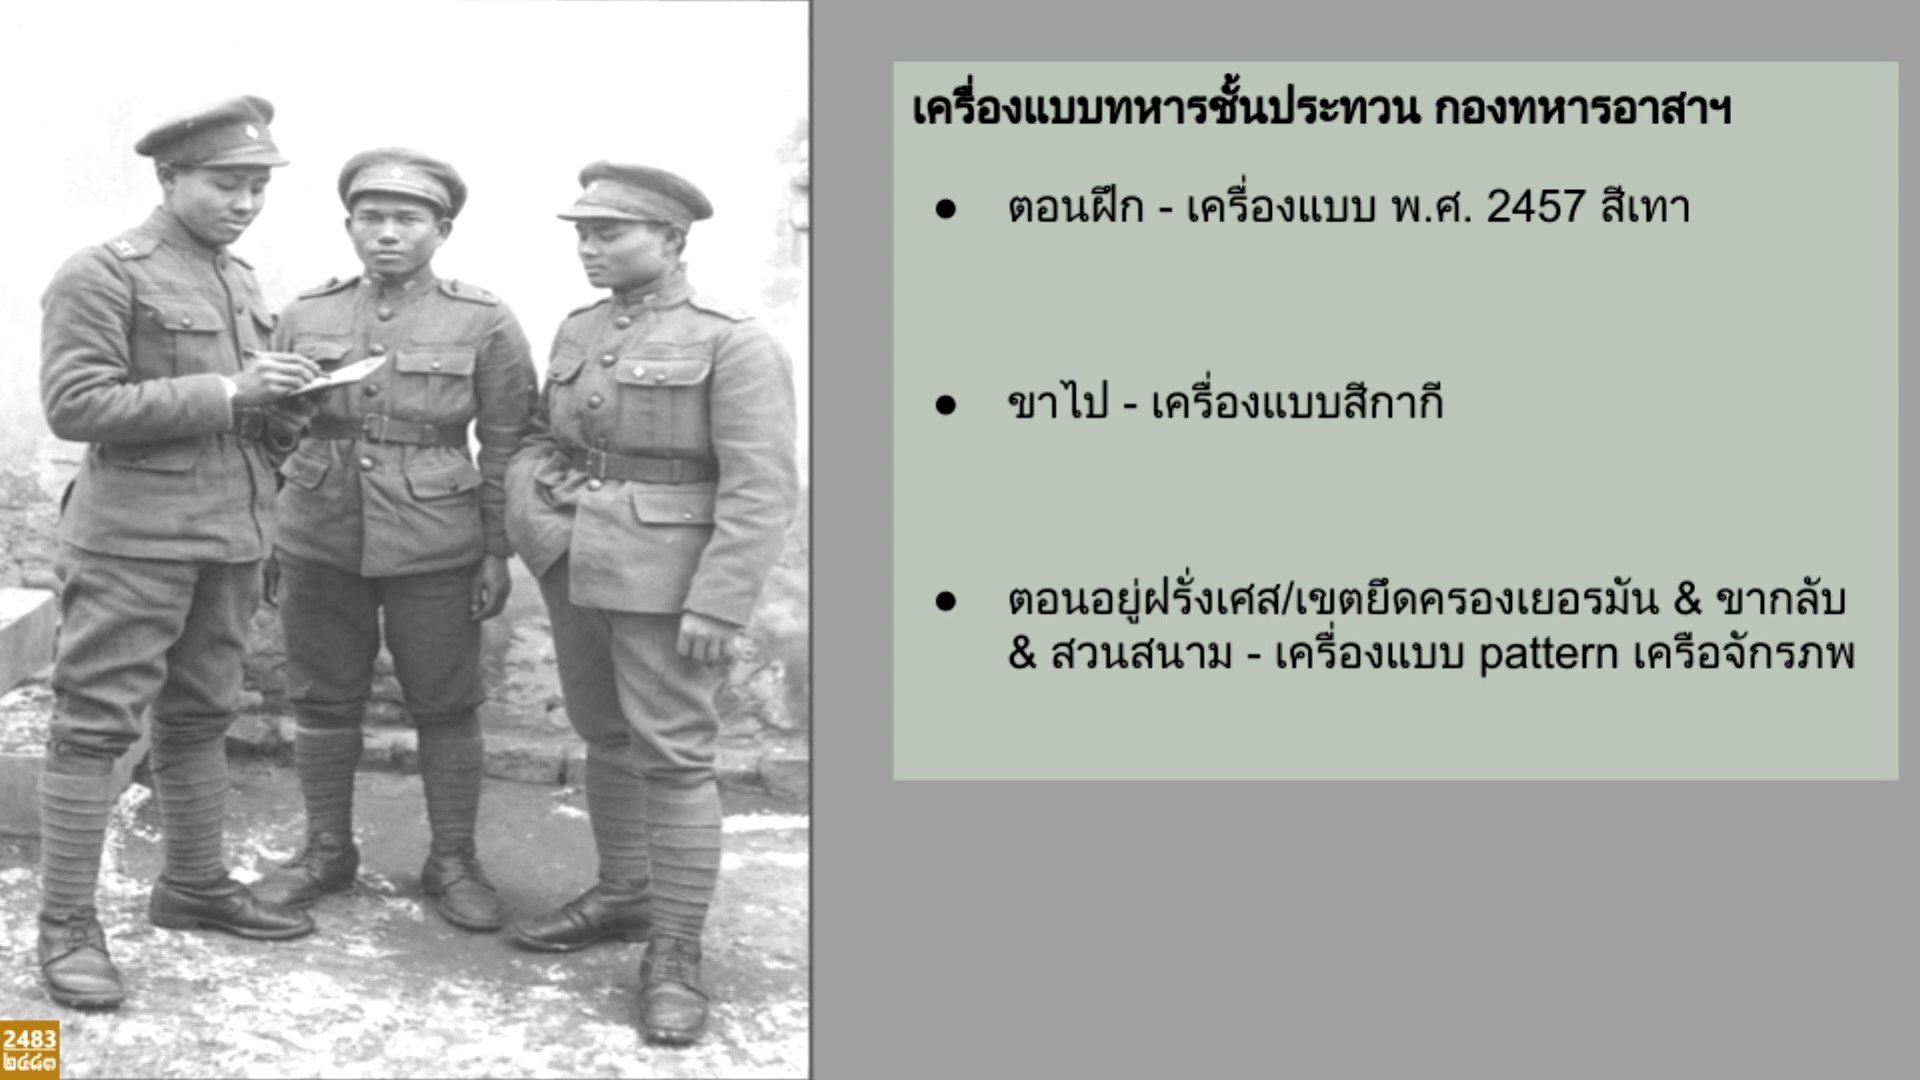 เครื่องแบบทหารชั้นประทวน กองทหารอาสาฯ
● ตอนฝึก - เครื่องแบบ พ.ศ. 2457 สีเทา
● ขาไป - เครื่องแบบสีกากี
● ตอนอยู่ฝรั่งเศส/เขตยึดครองเยอรมัน & ขากลับ
& สวนสนาม - เครื่องแบบ pattern เครือจักรภพ
2483
๒๔๘๓